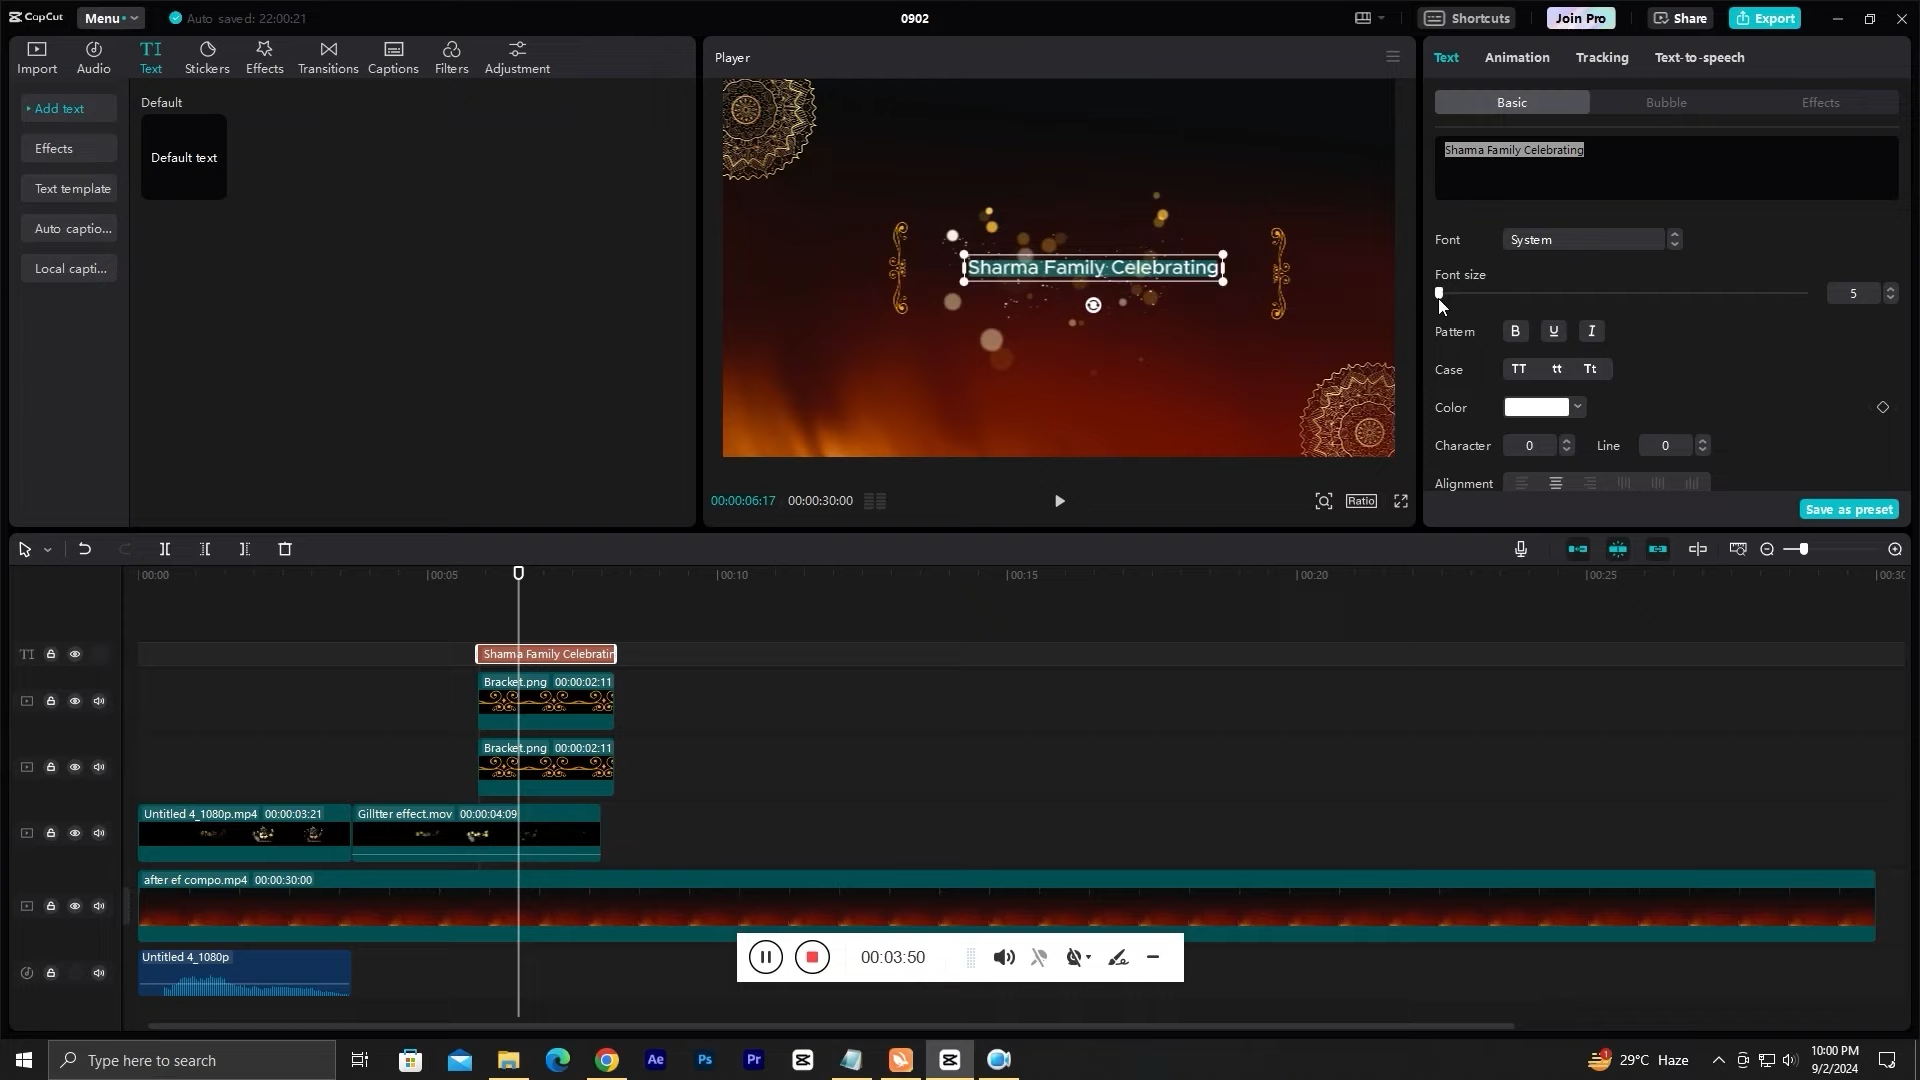 CapCut
Menu
Auto saved: 22:00:21
0902
Shortcuts
Join Pro
Share
Export
Import
Audio
TI
Text
Stickers
Effects
Transitions
Captions
Filters
Adjustment
Add text
Effects
Text template
Auto captio...
Local capti...
Default
Default text
Player
Sharma Family Celebrating
00:00:06:17
00:00:30:00
Ratio
Text
Animation
Tracking
Text-to-speech
Basic
Bubble
Effects
Sharma Family Celebrating
Font
System
Font size
5
Pattern
B
U
I
Case
TT
tt
Tt
Color
Character
0
Line
0
Alignment
Save as preset
00:00
00:05
00:10
00:15
00:20
00:25
00:30
TI
Sharma Family Celebratin
Bracket.png 00:00:02:11
Bracket.png 00:00:02:11
Untitled 4_1080p.mp4 00:00:03:21
Gilltter effect.mov 00:00:04:09
after ef compo.mp4 00:00:30:00
Untitled 4_1080p
00:03:50
Type here to search
Ae
Ps
Pr
1
29°C Haze
10:00 PM
9/2/2024